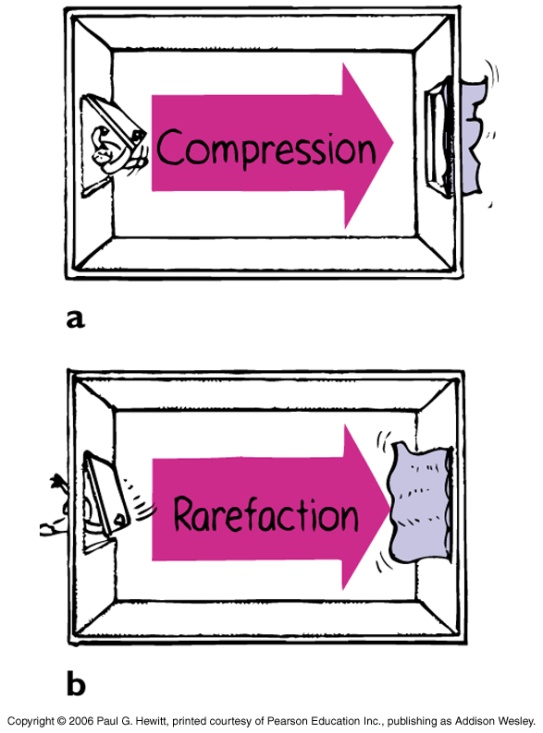 Compression
a
Rarefaction
b
Copyright © 2006 Paul G. Hewitt, printed courtesy of Pearson Education Inc., publishing as Addison Wesley.